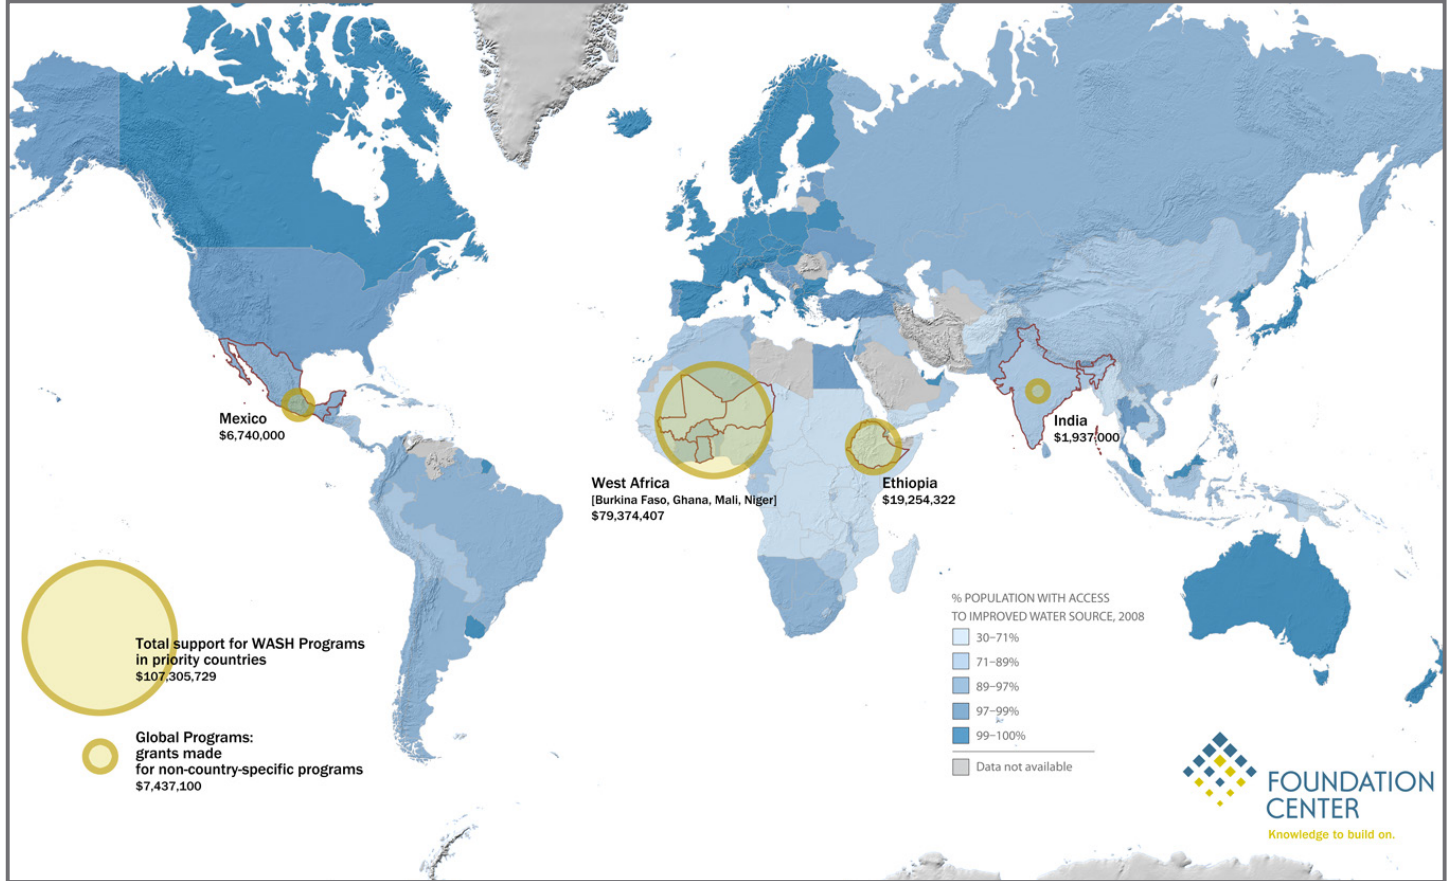 Mexico
$6,740,000
West Africa
[Burkina Faso, Ghana, Mali, Niger]
$79,374,407
Ethiopia
$19,254,322
India
$1,937,000
Total support for WASH Programs
in priority countries
$107,305,729
Global Programs:
grants made
for non-country-specific programs
$7,437,100
% POPULATION WITH ACCESS
TO IMPROVED WATER SOURCE, 2008
30–71%
71–89%
89–97%
97–99%
99–100%
Data not available
FOUNDATION
CENTER
Knowledge to build on.